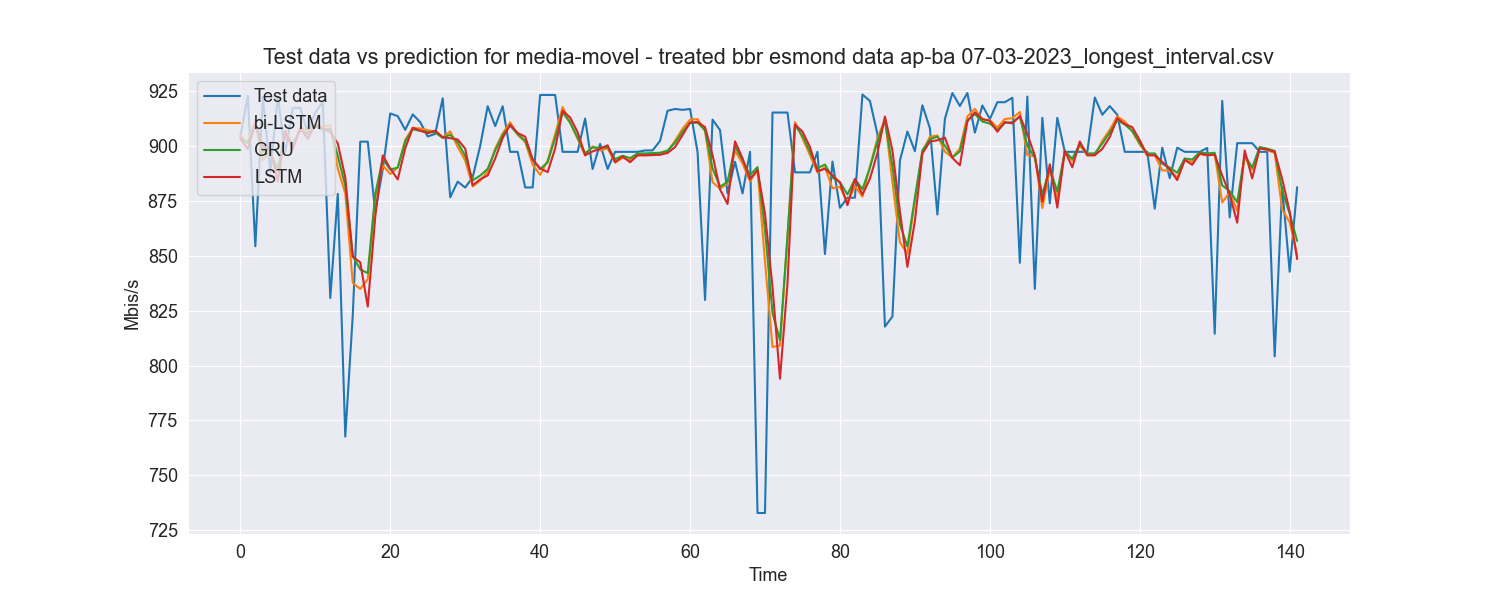 Test data vs prediction for media-movel - treated bbr esmond data ap-ba 07-03-2023_longest_interval.csv
Test data
bi-LSTM
GRU
LSTM
925
900
875
850
825
800
775
750
725
Mbis/s
0 20 40 60 80 100 120 140
Time